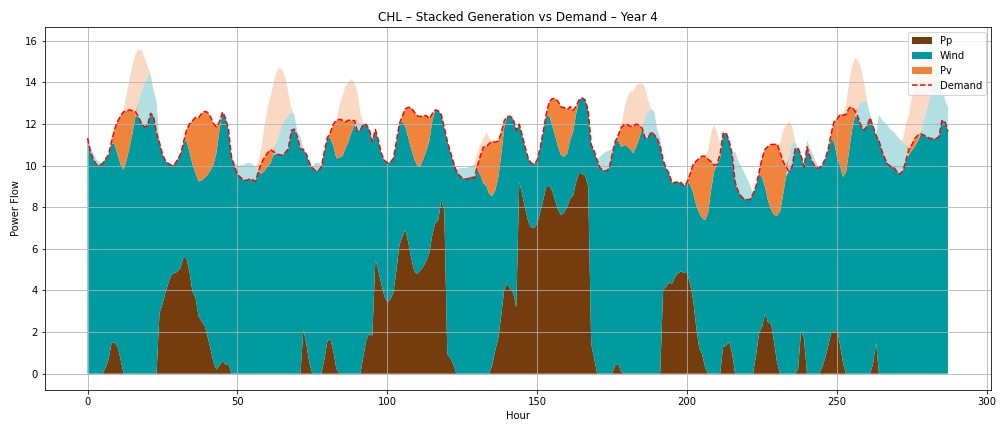 CHL – Stacked Generation vs Demand – Year 4
Power Flow
16
14
12
10
8
6
4
2
0
0 50 100 150 200 250 300
Hour
Pp
Wind
Pv
Demand